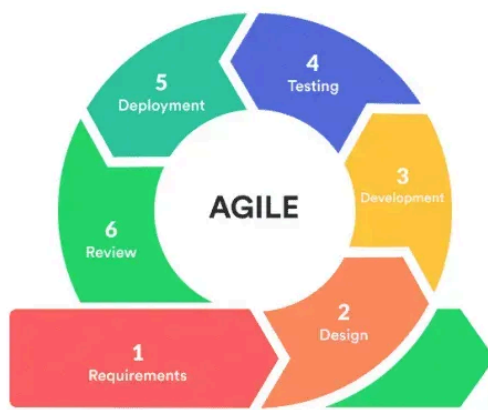 AGILE
1
Requirements
2
Design
3
Development
4
Testing
5
Deployment
6
Review